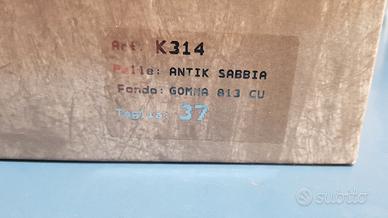 Art. K314
Pelle: ANTIK SABBIA
Fondo: GOMMA 813 CU
Taglia: 37
subito